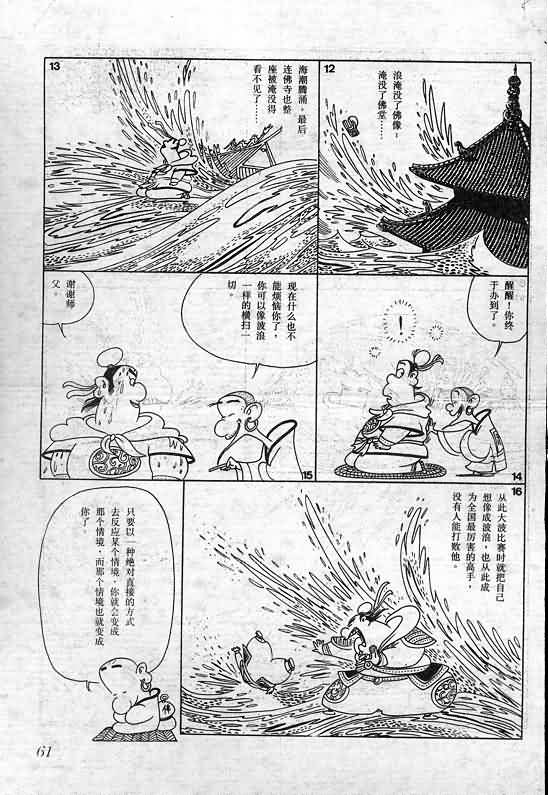 12
浪淹没了佛像，
淹没了佛堂……
13
海潮腾涌，最后
连佛寺也整
座被淹没得
看不见了……
14
醒醒！你终
于办到了。
！
15
现在什么也不
能烦恼你了，
你可以像波浪
一样的横扫一
切。
谢谢师
父。
16
从此大波比赛时就把自己
想像成波浪，也从此成
为全国最厉害的高手，
没有人能打败他。
只要以一种绝对直接的方式
去反应某个情境，你就会变成
那个情境，而那个情境也就变成
你了
佛
61